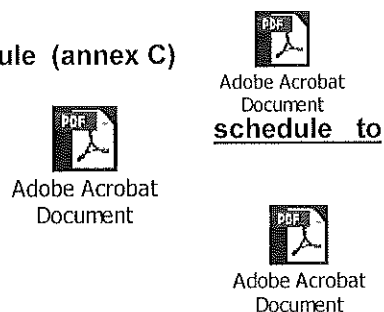 ule (annex C)
PDF
Adobe Acrobat
Document
schedule to
PDF
Adobe Acrobat
Document
PDF
Adobe Acrobat
Document